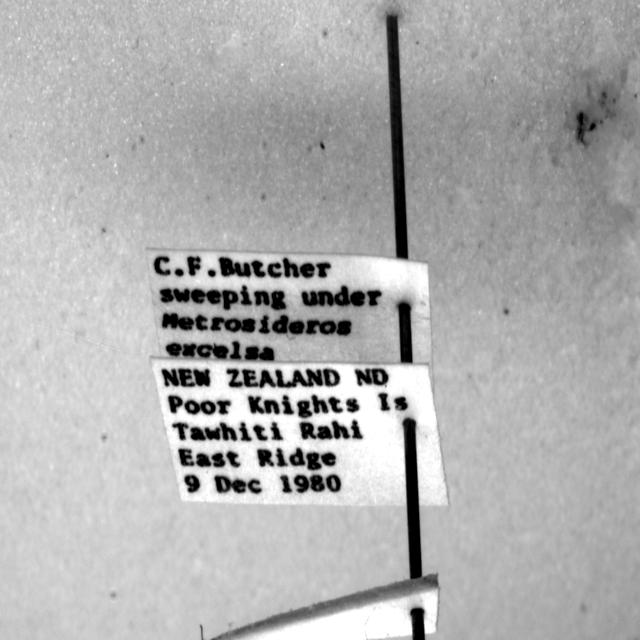 C.F.Butcher
sweeping under
Metrosideros
excelsa
NEW ZEALAND ND
Poor Knights Is
Tawhiti Rahi
East Ridge
9 Dec 1980